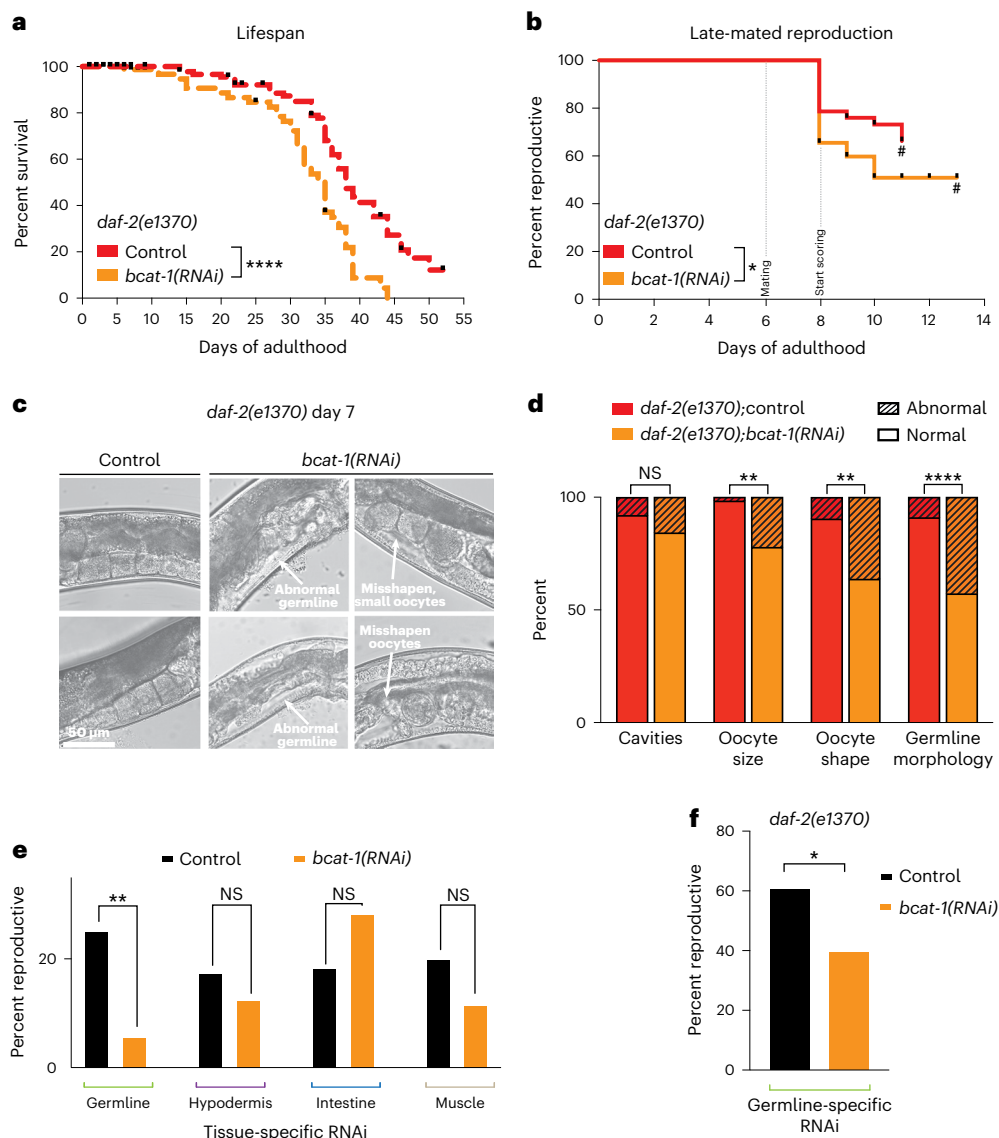 a
Lifespan
Percent survival
100
80
60
40
20
0
daf-2(e1370)
Control
bcat-1(RNAi)
****
0 5 10 15 20 25 30 35 40 45 50 55
Days of adulthood
b
Late-mated reproduction
Percent reproductive
100
80
60
40
20
0
daf-2(e1370)
Control
bcat-1(RNAi)
*
Mating
Start scoring
#
#
0 2 4 6 8 10 12 14
Days of adulthood
c
daf-2(e1370) day 7
Control
bcat-1(RNAi)
Abnormal
germline
Misshapen,
small oocytes
50 µm
Abnormal
germline
Misshapen
oocytes
d
daf-2(e1370);control
daf-2(e1370);bcat-1(RNAi)
Abnormal
Normal
NS
**
**
****
Percent
100
50
0
Cavities
Oocyte
size
Oocyte
shape
Germline
morphology
e
Control
bcat-1(RNAi)
Percent reproductive
20
0
**
NS
NS
NS
Germline
Hypodermis
Intestine
Muscle
Tissue-specific RNAi
f
daf-2(e1370)
Percent reproductive
80
60
40
20
0
*
Control
bcat-1(RNAi)
Germline-specific
RNAi